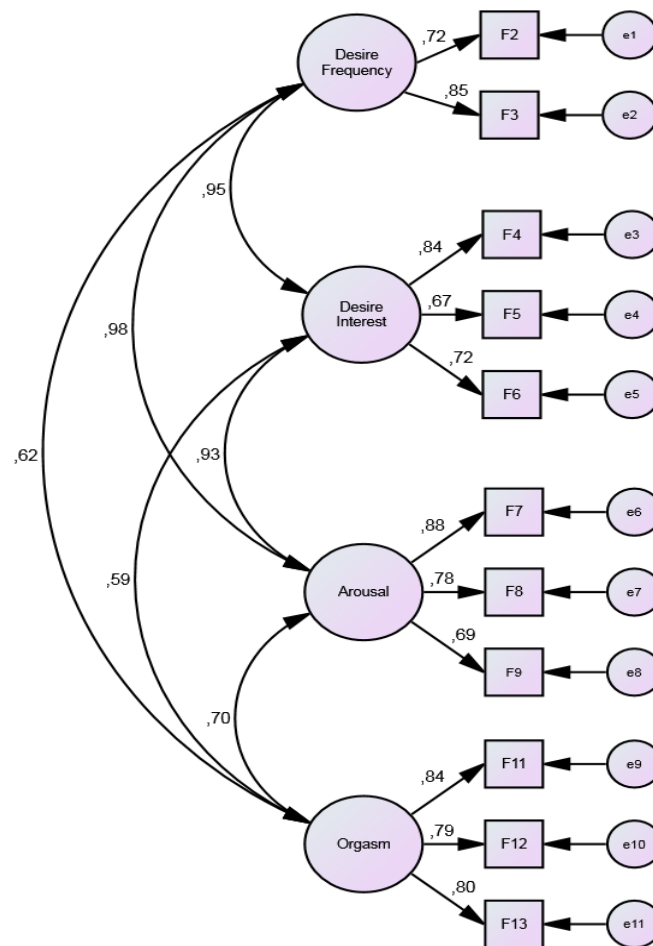 ,72
F2
e1
Desire
Frequency
,85
F3
e2
,95
,84
F4
e3
Desire
Interest
,67
F5
e4
,98
,72
F6
e5
,62
,93
,88
F7
e6
,59
Arousal
,78
F8
e7
,69
F9
e8
,70
,84
F11
e9
Orgasm
,79
F12
e10
,80
F13
e11